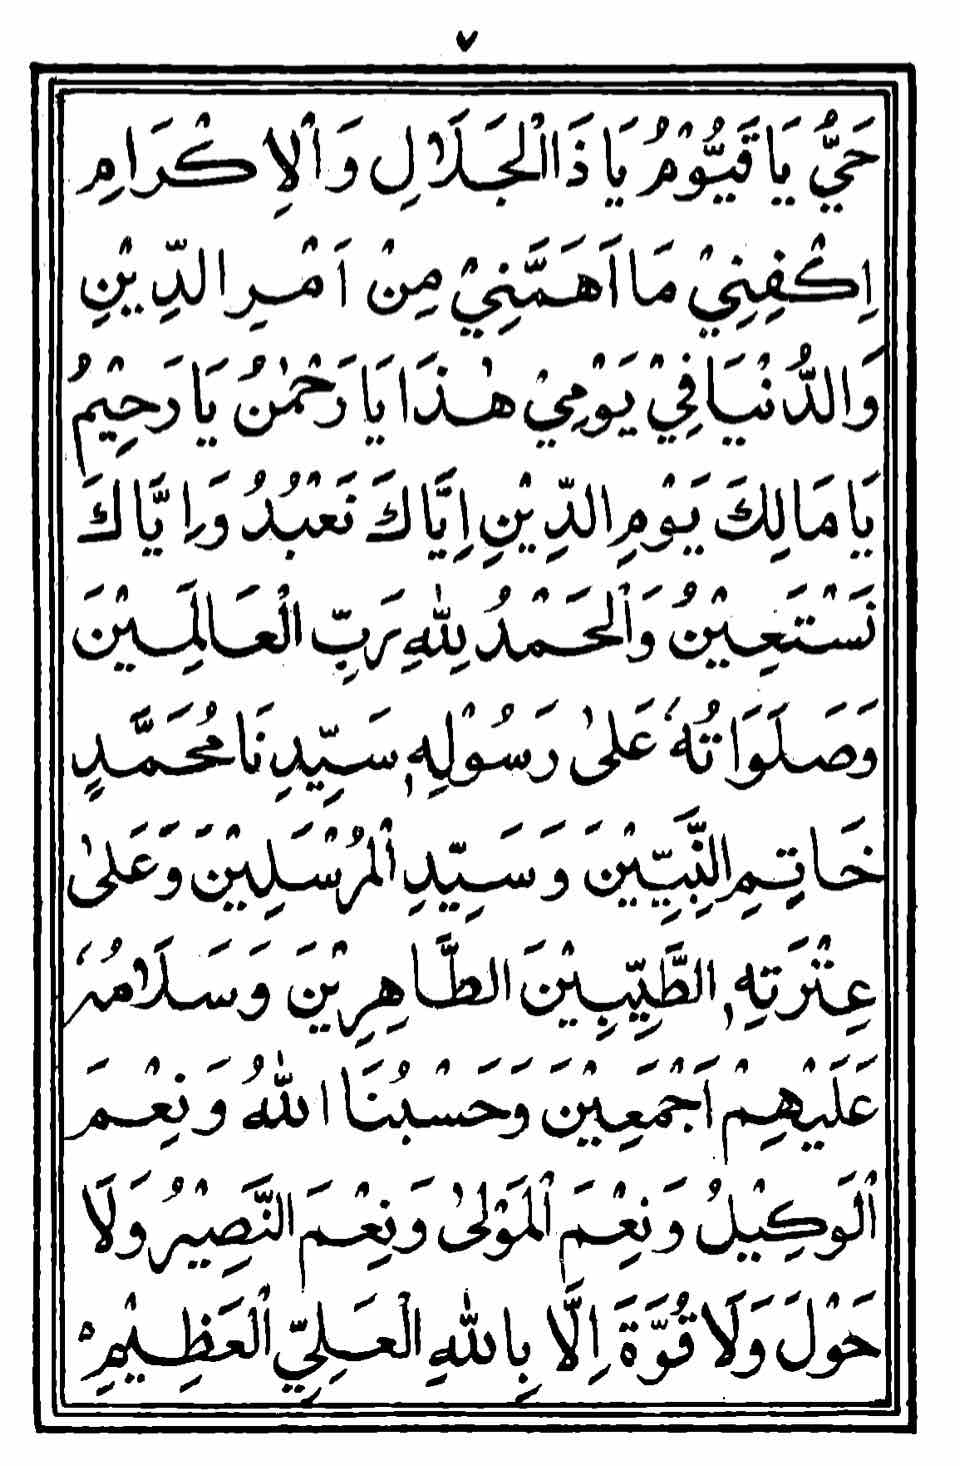 ٧
حَيُّ يَا قَيُّوْمُ يَا ذَا الْجَلَالِ وَالْاِكْرَامِ
اِكْفِنِيْ مَا اَهَمَّنِيْ مِنْ اَمْرِ الدِّيْنِ
وَالدُّنْيَا فِيْ يَوْمِيْ هٰذَا يَا رَحْمٰنُ يَا رَحِيْمُ
يَا مَالِكَ يَوْمِ الدِّيْنِ اِيَّاكَ نَعْبُدُ وَاِيَّاكَ
نَسْتَعِيْنُ وَالْحَمْدُ لِلّٰهِ رَبِّ الْعَالَمِيْنَ
وَصَلَوَاتُهٗ عَلٰى رَسُوْلِهٖ سَيِّدِنَا مُحَمَّدٍ
خَاتِمِ النَّبِيِّيْنَ وَسَيِّدِ الْمُرْسَلِيْنَ وَعَلٰى
عِتْرَتِهٖ الطَّيِّبِيْنَ الطَّاهِرِيْنَ وَسَلَامُهٗ
عَلَيْهِمْ اَجْمَعِيْنَ وَحَسْبُنَا اللّٰهُ وَنِعْمَ
الْوَكِيْلُ وَنِعْمَ الْمَوْلٰى وَنِعْمَ النَّصِيْرُ وَلَا
حَوْلَ وَلَا قُوَّةَ اِلَّا بِاللّٰهِ الْعَلِيِّ الْعَظِيْمِ